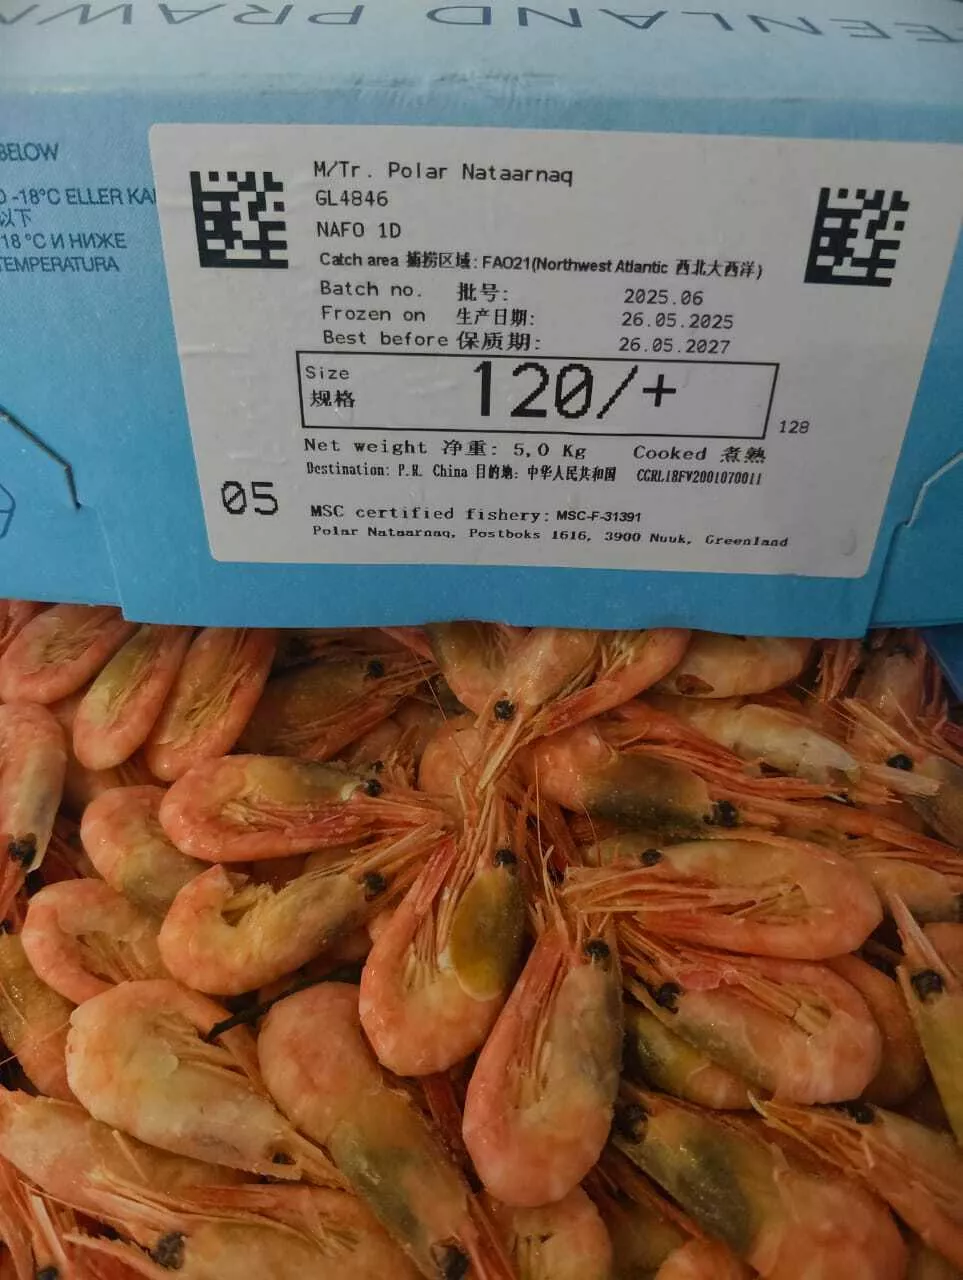 EENLAND PRAW
BELOW
-18°C ELLER KA
以下
18 °C И НИЖЕ
TEMPERATURA
M/Tr. Polar Nataarnaq
GL4846
NAFO 1D
Catch area 捕捞区域: FAO21(Northwest Atlantic 西北大西洋)
Batch no. 批号: 2025.06
Frozen on 生产日期: 26.05.2025
Best before 保质期: 26.05.2027
Size
规格 120/+
128
Net weight 净重: 5,0 Kg Cooked 煮熟
Destination: P.R. China 目的地: 中华人民共和国 CGRL18FV2001070011
05
MSC certified fishery: MSC-F-31391
Polar Nataarnaq, Postboks 1616, 3900 Nuuk, Greenland